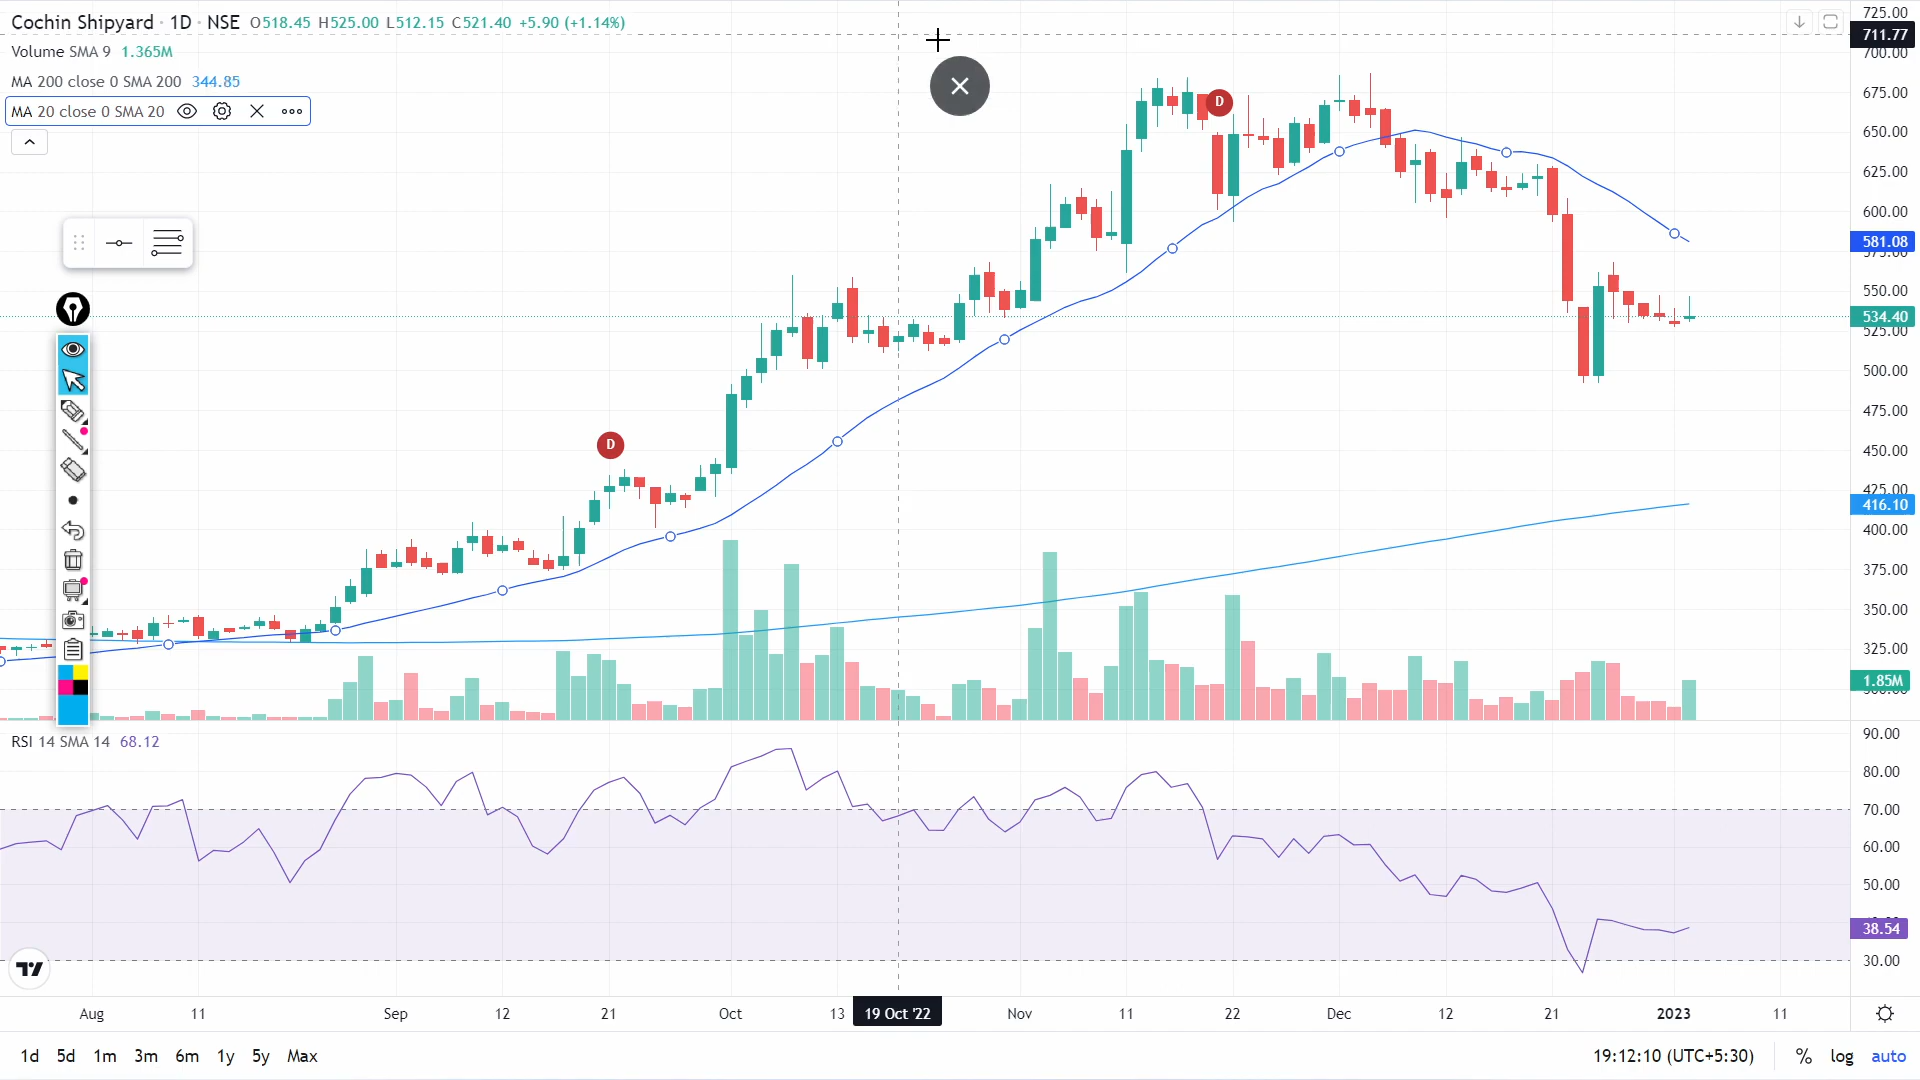 Cochin Shipyard · 1D · NSE O518.45 H525.00 L512.15 C521.40 +5.90 (+1.14%)
Volume SMA 9 1.365M
MA 200 close 0 SMA 200 344.85
MA 20 close 0 SMA 20
D
D
725.00
711.77
700.00
675.00
650.00
625.00
600.00
581.08
575.00
550.00
534.40
525.00
500.00
475.00
450.00
425.00
416.10
400.00
375.00
350.00
325.00
1.85M
RSI 14 SMA 14 68.12
90.00
80.00
70.00
60.00
50.00
38.54
30.00
Aug 11 Sep 12 21 Oct 13 19 Oct '22 Nov 11 22 Dec 12 21 2023 11
1d 5d 1m 3m 6m 1y 5y Max 19:12:10 (UTC+5:30) % log auto